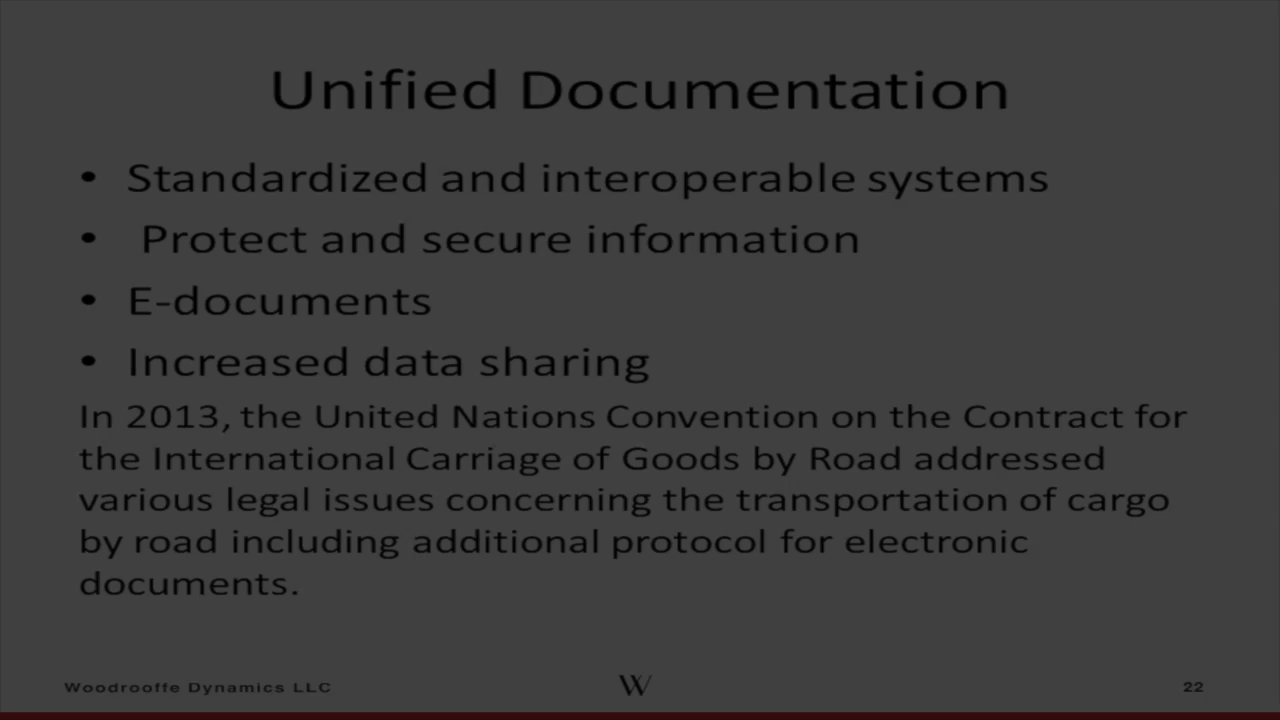 Unified Documentation
• Standardized and interoperable systems
• Protect and secure information
• E-documents
• Increased data sharing
In 2013, the United Nations Convention on the Contract for
the International Carriage of Goods by Road addressed
various legal issues concerning the transportation of cargo
by road including additional protocol for electronic
documents.
Woodrooffe Dynamics LLC
W
22